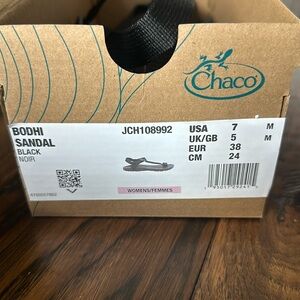 Chaco
BODHI
SANDAL
BLACK
NOIR
JCH108992
USA 7 M
UK/GB 5 M
EUR 38
CM 24
WOMENS/FEMMES